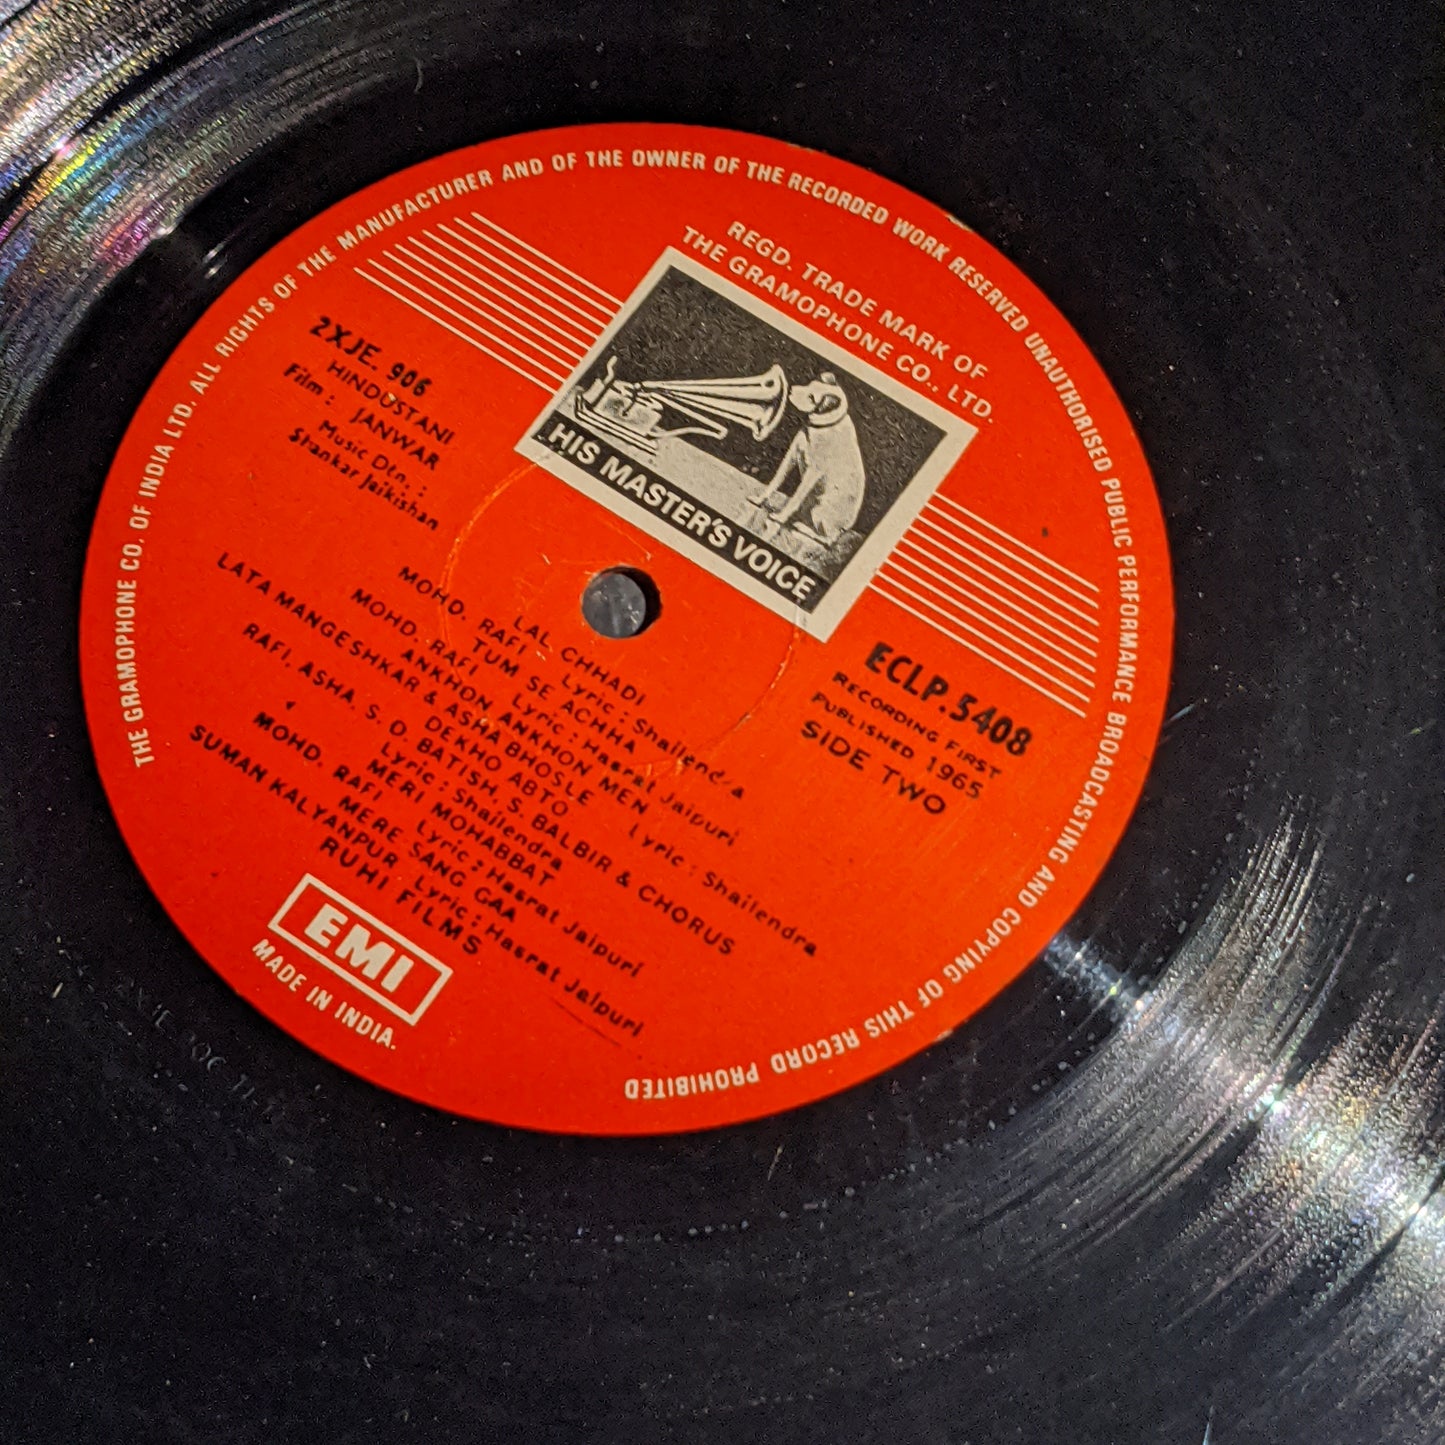 THE GRAMOPHONE CO. OF INDIA LTD. ALL RIGHTS OF THE MANUFACTURER AND OF THE OWNER OF THE RECORDED WORK RESERVED UNAUTHORISED PUBLIC PERFORMANCE BROADCASTING AND COPYING OF THIS RECORD PROHIBITED
REGD. TRADE MARK OF
THE GRAMOPHONE CO., LTD.
HIS MASTER'S VOICE
2XJE. 906
HINDUSTANI
Film : JANWAR
Music Dtn. :
Shankar Jaikishan
ECLP. 5408
RECORDING FIRST
PUBLISHED 1965
SIDE TWO
LAL CHHADI
MOHD. RAFI Lyric : Shailendra
TUM SE ACHHA
MOHD. RAFI Lyric : Hasrat Jaipuri
ANKHON ANKHON MEN
LATA MANGESHKAR & ASHA BHOSLE Lyric : Shailendra
DEKHO ABTO
RAFI, ASHA, S. D. BATISH, S. BALBIR & CHORUS
Lyric : Shailendra
MERI MOHABBAT
MOHD. RAFI Lyric : Hasrat Jaipuri
MERE SANG GAA
SUMAN KALYANPUR Lyric : Hasrat Jaipuri
RUHI FILMS
EMI
MADE IN INDIA.